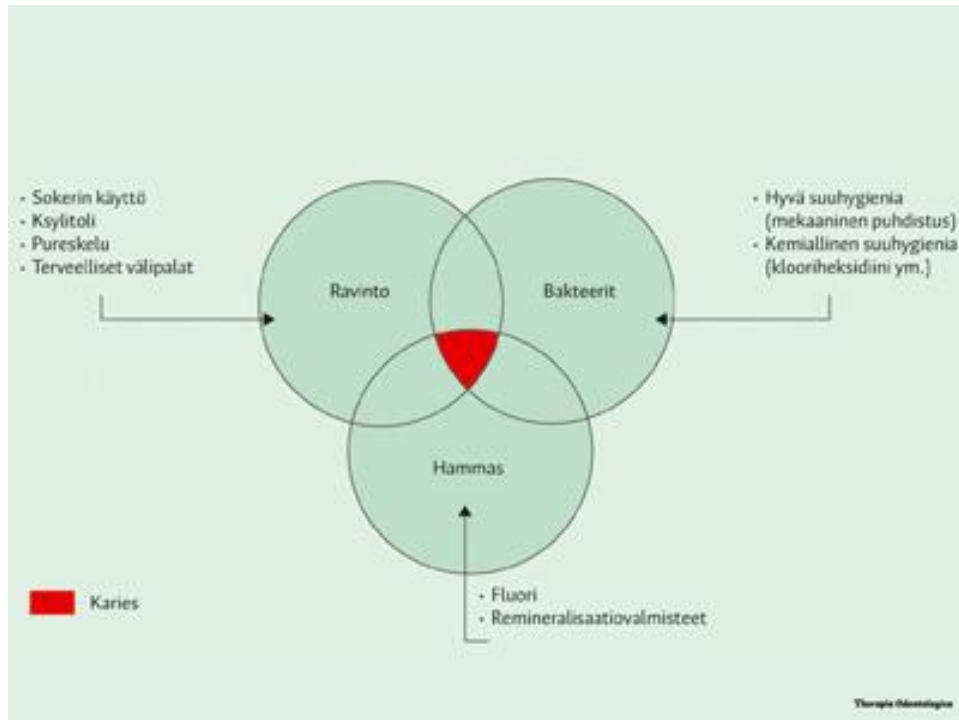 • Sokerin käyttö
• Ksylitoli
• Pureskelu
• Terveelliset välipalat
• Hyvä suuhygienia
(mekaaninen puhdistus)
• Kemiallinen suuhygienia
(klooriheksidiini ym.)
Ravinto
Bakteerit
Hammas
• Fluori
• Remineralisaatiovalmisteet
Karies
Therapia Odontologica